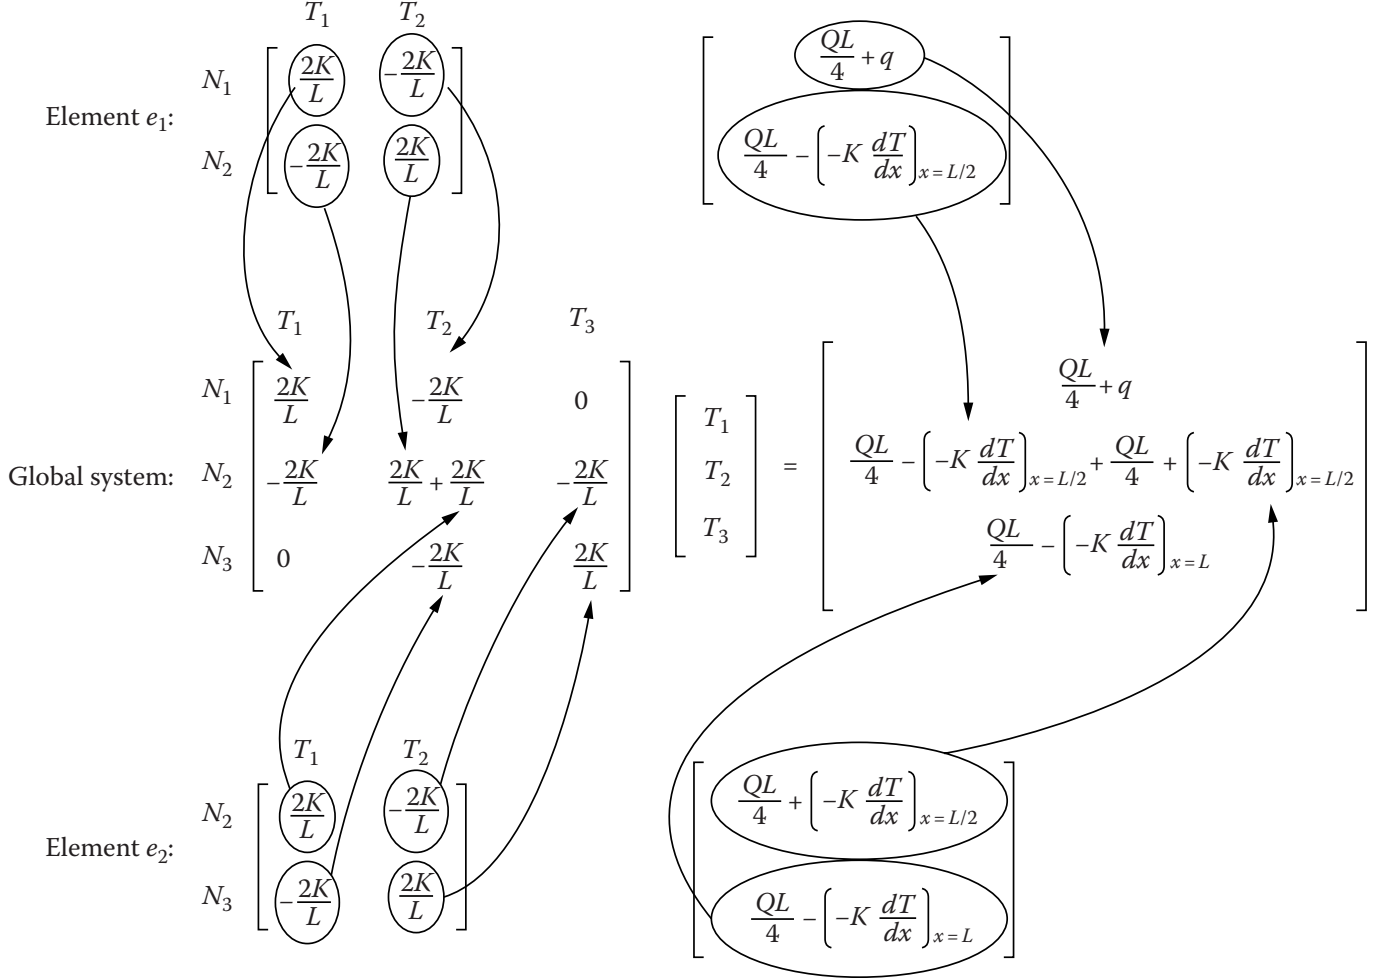 T₁ T₂
N₁ 2K/L −2K/L QL/4 + q
Element e₁:
N₂ −2K/L 2K/L QL/4 − (−K dT/dx)ₓ₌L/2
T₁ T₂ T₃
N₁ 2K/L −2K/L 0 T₁ QL/4 + q
Global system: N₂ −2K/L 2K/L + 2K/L −2K/L T₂ = QL/4 − (−K dT/dx)ₓ₌L/2 + QL/4 + (−K dT/dx)ₓ₌L/2
N₃ 0 −2K/L 2K/L T₃ QL/4 − (−K dT/dx)ₓ₌L
T₁ T₂
N₂ 2K/L −2K/L QL/4 + (−K dT/dx)ₓ₌L/2
Element e₂:
N₃ −2K/L 2K/L QL/4 − (−K dT/dx)ₓ₌L